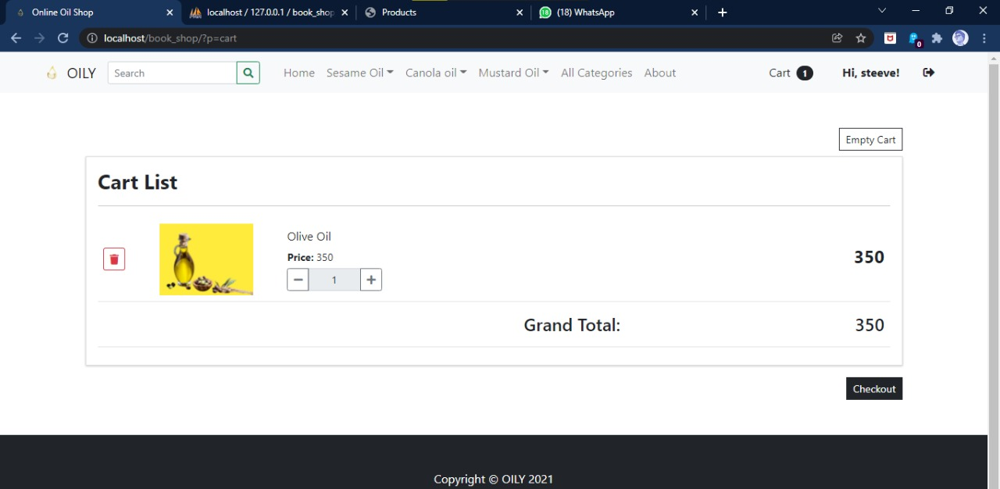 Online Oil Shop
localhost / 127.0.0.1 / book_shop
Products
(18) WhatsApp
localhost/book_shop/?p=cart
0
OILY
Search
Home
Sesame Oil
Canola oil
Mustard Oil
All Categories
About
Cart 1
Hi, steeve!
Empty Cart
Cart List
Olive Oil
Price: 350
1
350
Grand Total: 350
Checkout
Copyright © OILY 2021